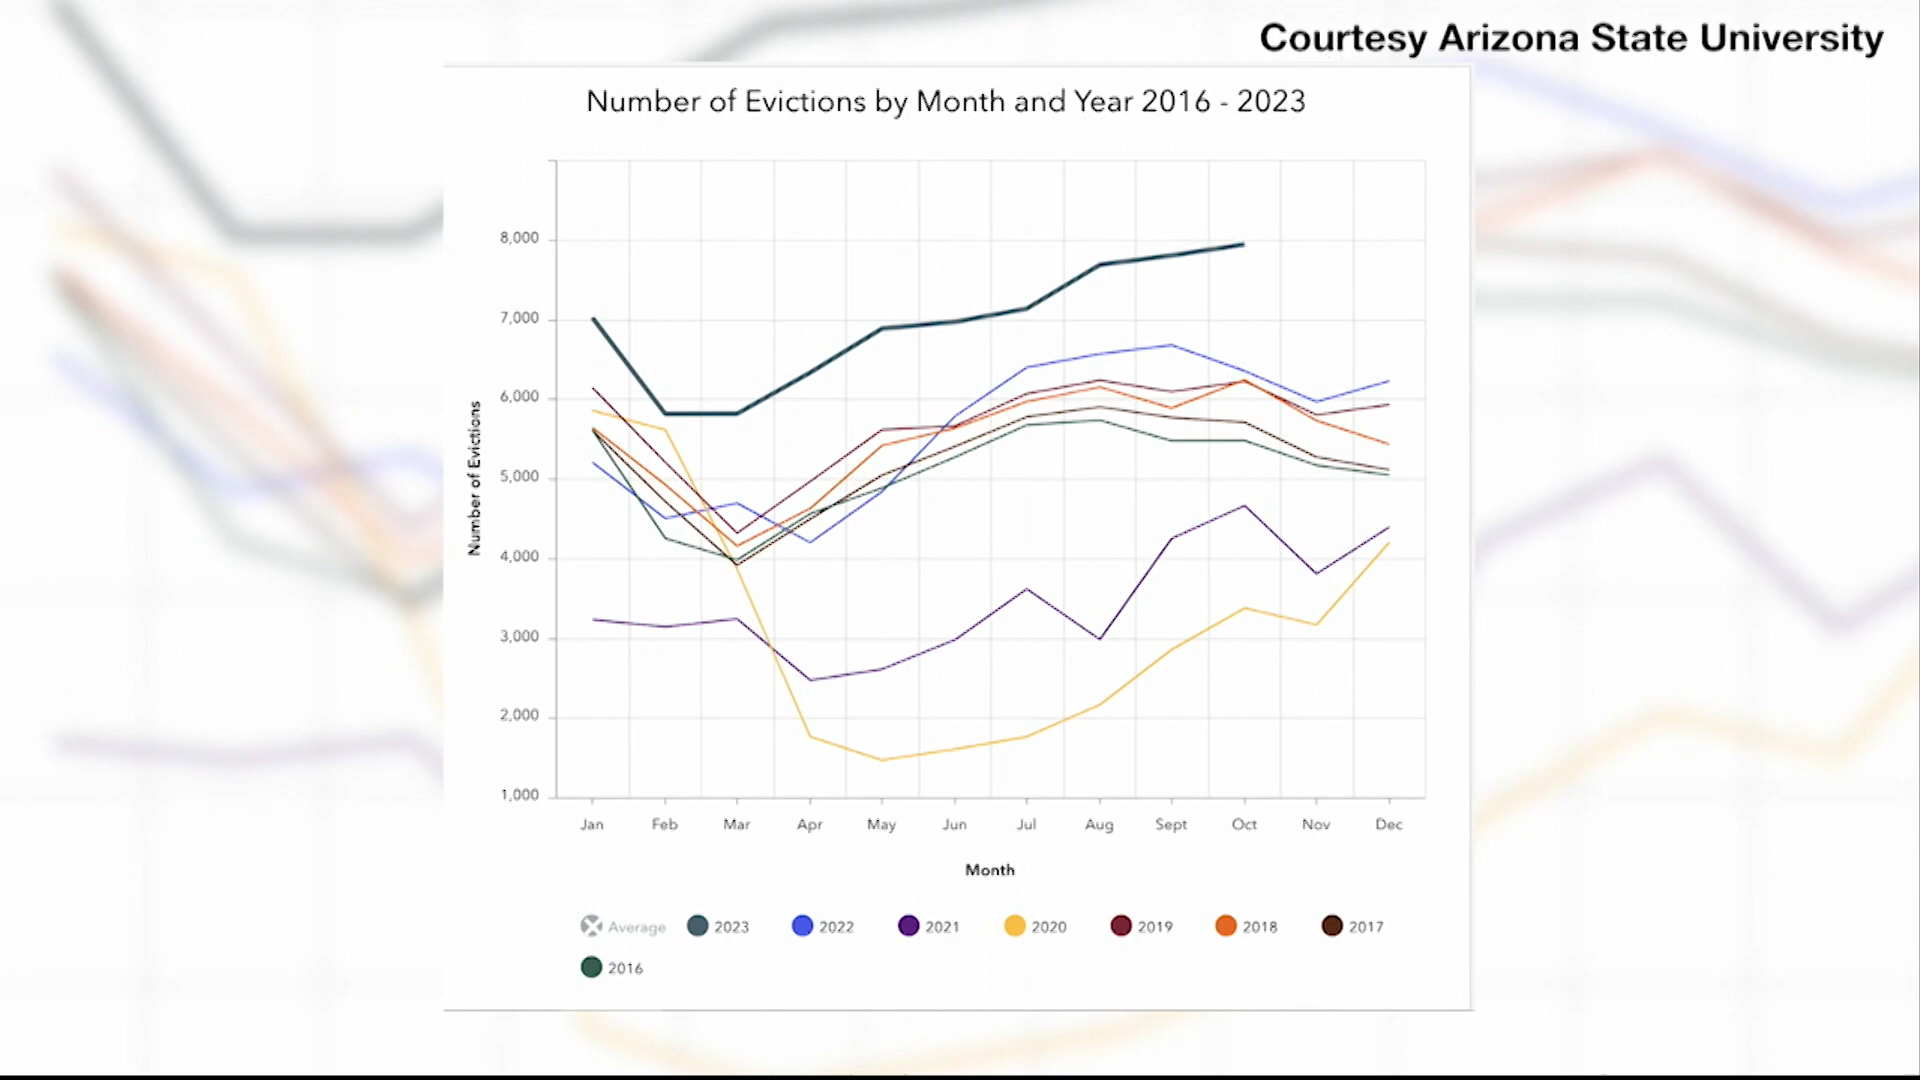 Courtesy Arizona State University
Number of Evictions by Month and Year 2016 - 2023
8,000
7,000
6,000
5,000
4,000
3,000
2,000
1,000
Number of Evictions
Jan Feb Mar Apr May Jun Jul Aug Sept Oct Nov Dec
Month
Average 2023 2022 2021 2020 2019 2018 2017
2016